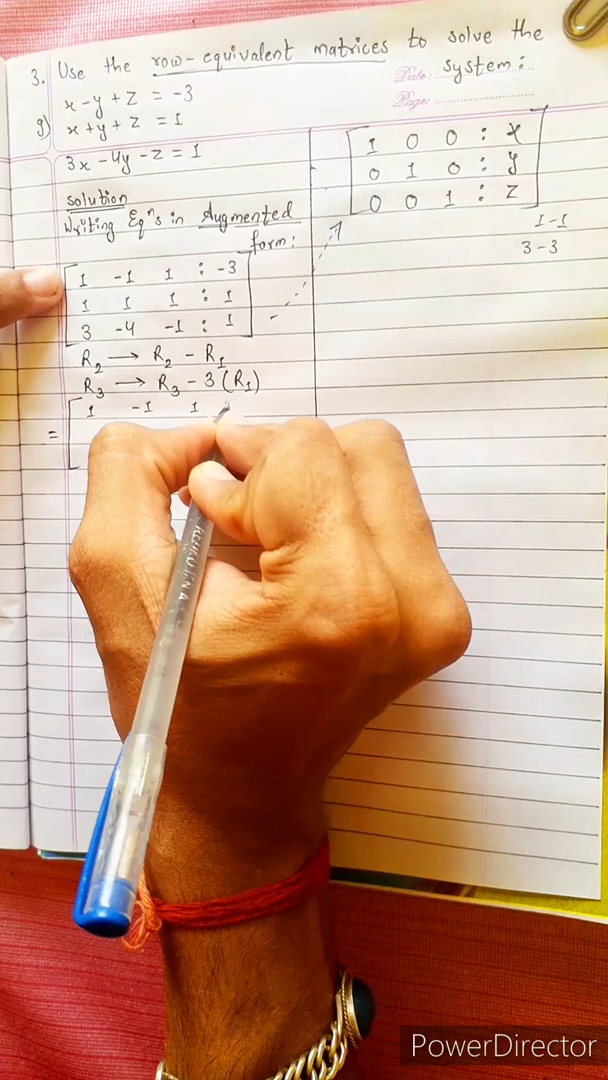 3. Use the row-equivalent matrices to solve the
system:
Date:
Page:
g) x-y+z = -3
x+y+z = 1
3x-4y-z = 1
solution
Writing Eqⁿs in Augmented
form:
1 -1 1 : -3
1 1 1 : 1
3 -4 -1 : 1
R₂ → R₂ - R₁
R₃ → R₃ - 3(R₁)
= 1 -1 1
1 0 0 : x
0 1 0 : y
0 0 1 : z
1-1
3-3
PowerDirector